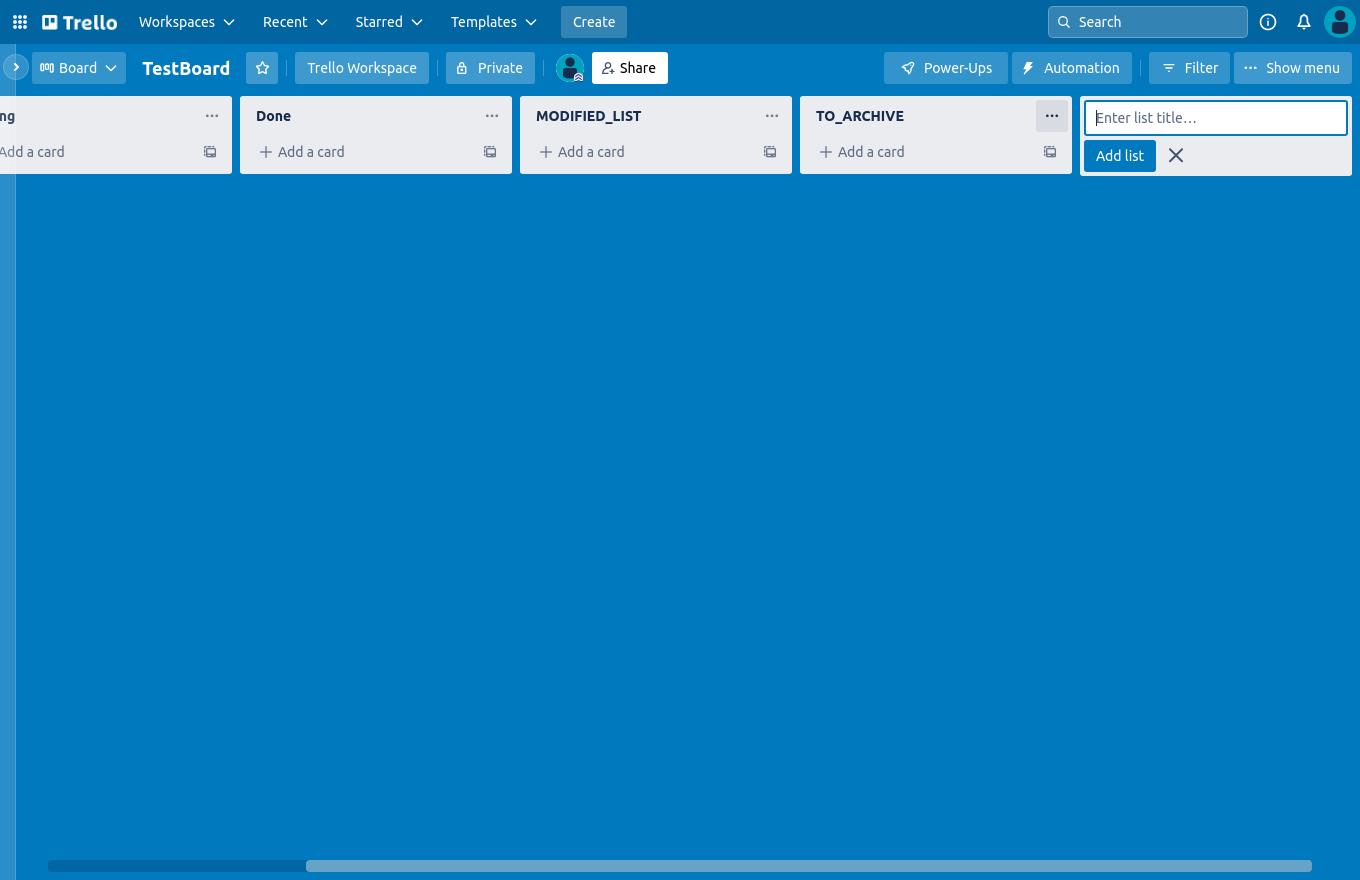 Trello Workspaces Recent Starred Templates Create Search
Board TestBoard Trello Workspace Private Share Power-Ups Automation Filter Show menu
ng Done MODIFIED_LIST TO_ARCHIVE Enter list title…
Add a card Add a card Add a card Add a card Add list